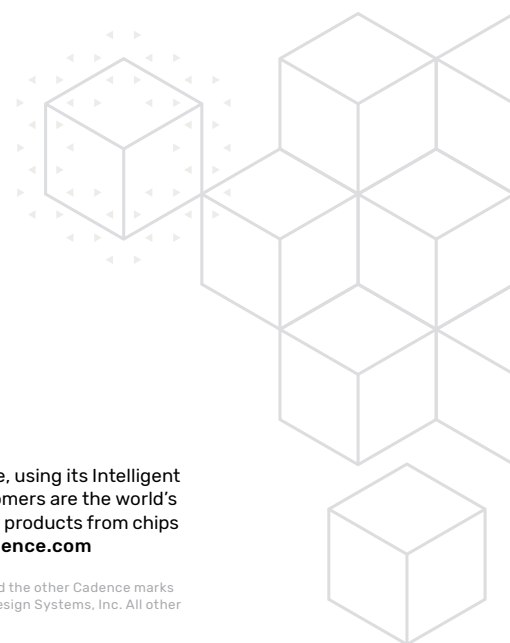 e, using its Intelligent
omers are the world's
products from chips
ence.com
d the other Cadence marks
esign Systems, Inc. All other